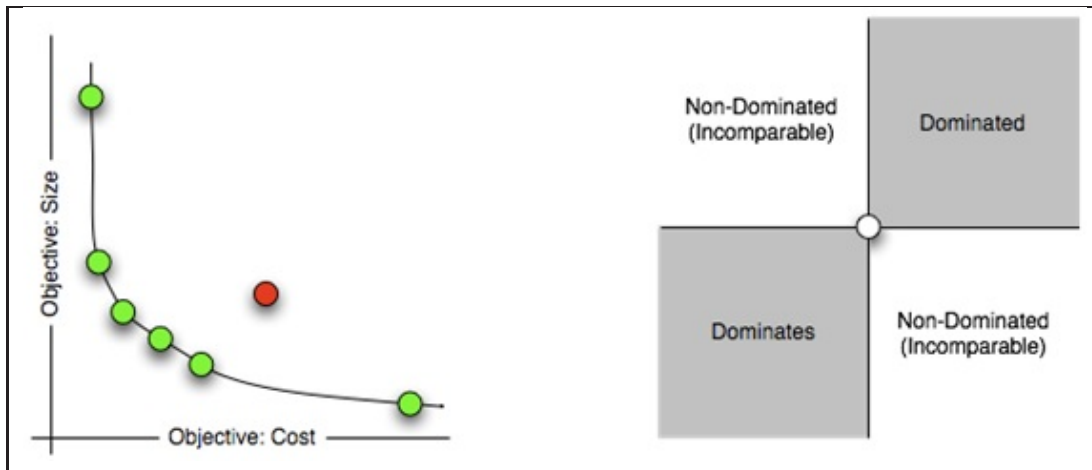 Objective: Size
Objective: Cost
Non-Dominated
(Incomparable)
Dominated
Dominates
Non-Dominated
(Incomparable)